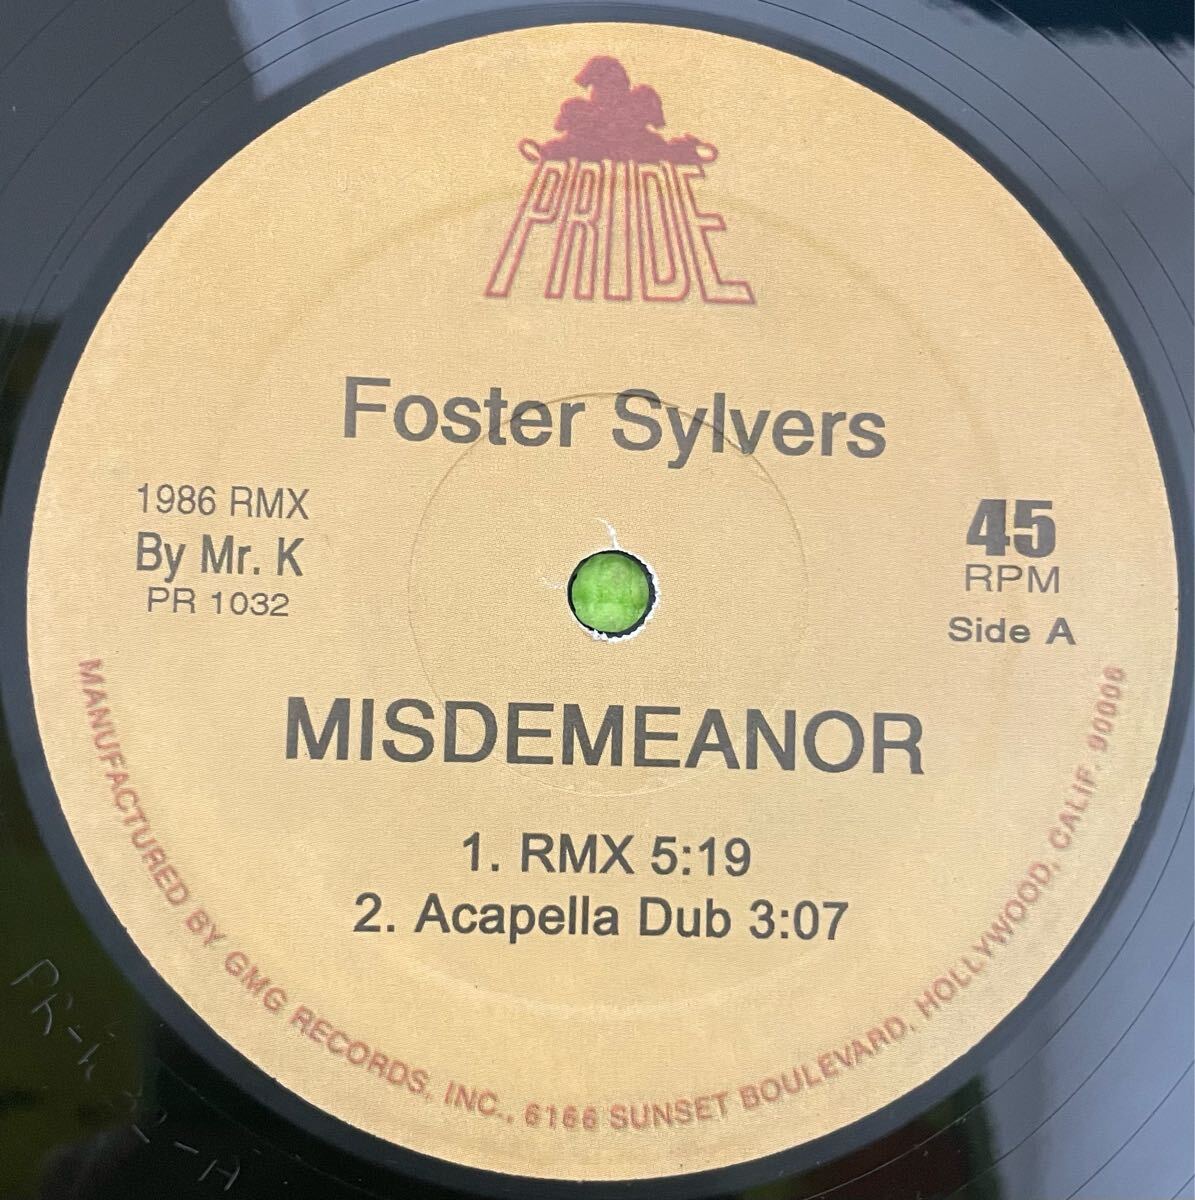 PRIDE
Foster Sylvers
1986 RMX
By Mr. K
PR 1032
45
RPM
Side A
MISDEMEANOR
1. RMX 5:19
2. Acapella Dub 3:07
MANUFACTURED BY GMG RECORDS, INC., 6166 SUNSET BOULEVARD, HOLLYWOOD, CALIF. 90006